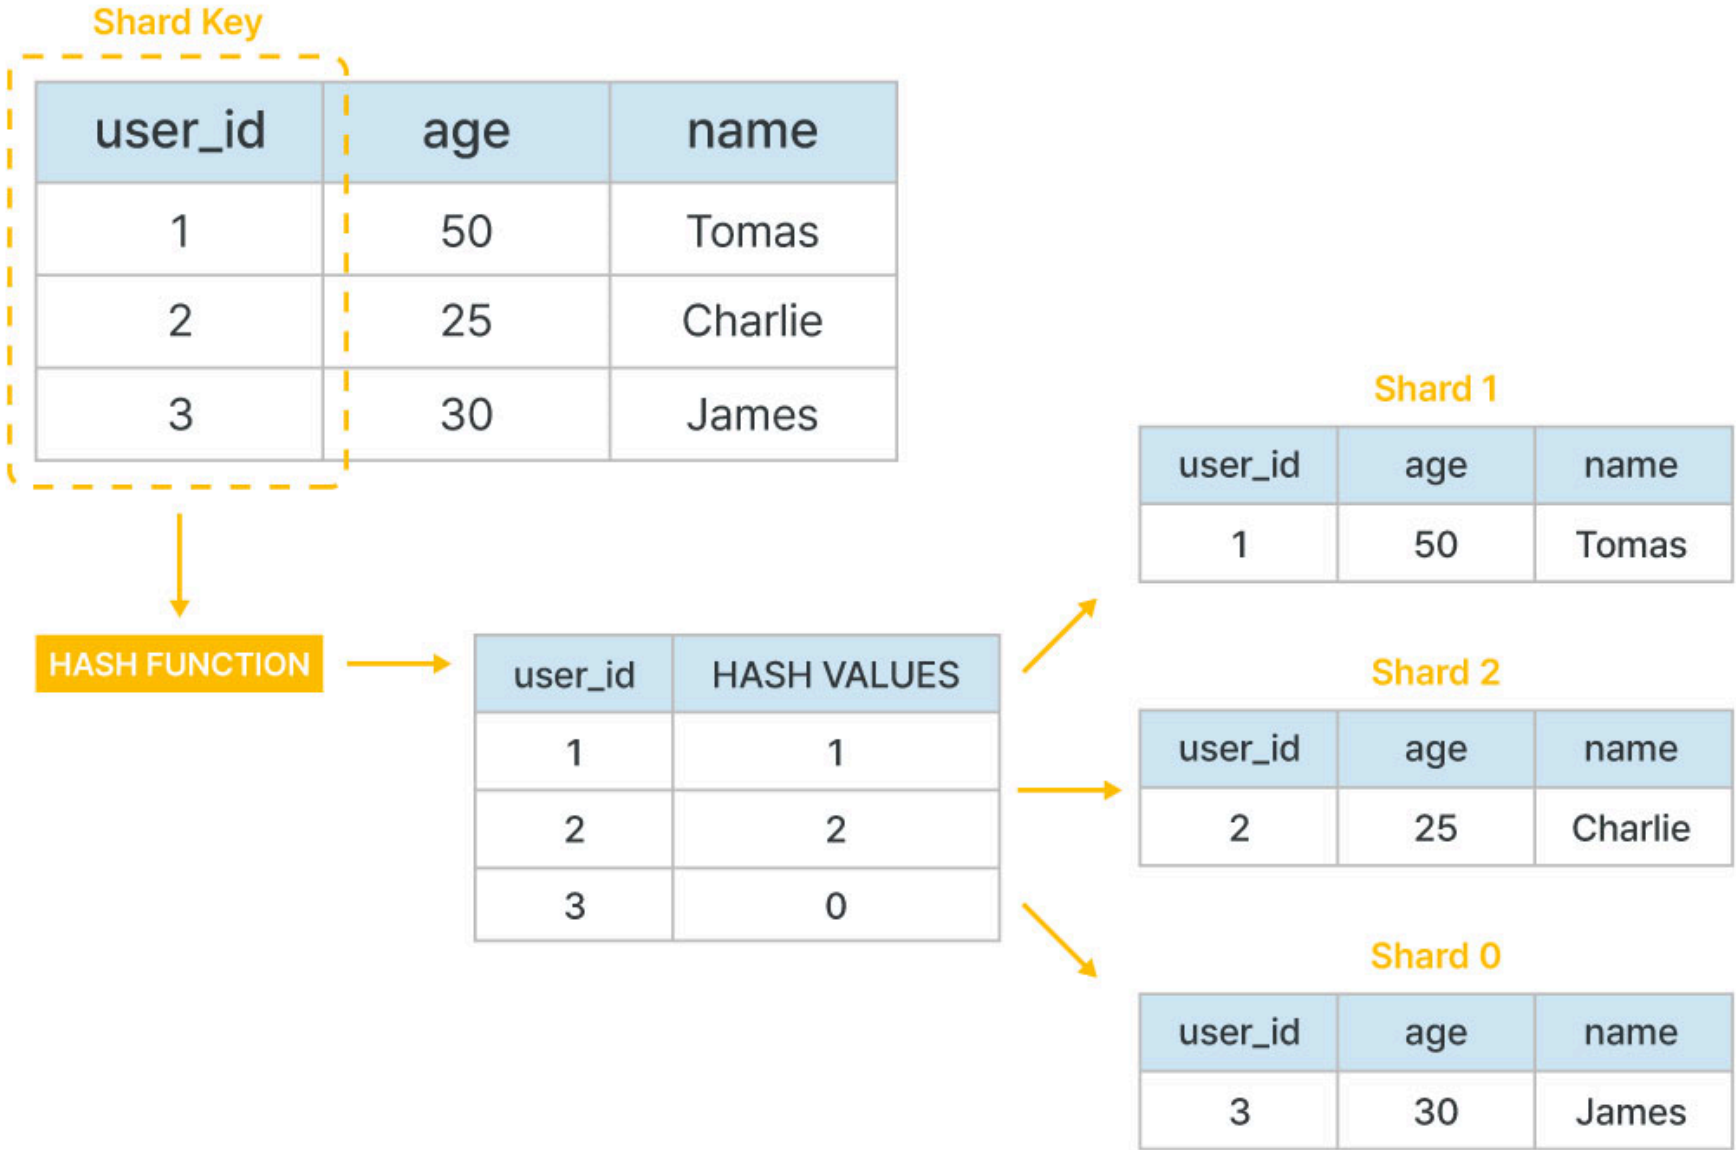 Shard Key
user_id age name
1 50 Tomas
2 25 Charlie
3 30 James
HASH FUNCTION
user_id HASH VALUES
1 1
2 2
3 0
Shard 1
user_id age name
1 50 Tomas
Shard 2
user_id age name
2 25 Charlie
Shard 0
user_id age name
3 30 James